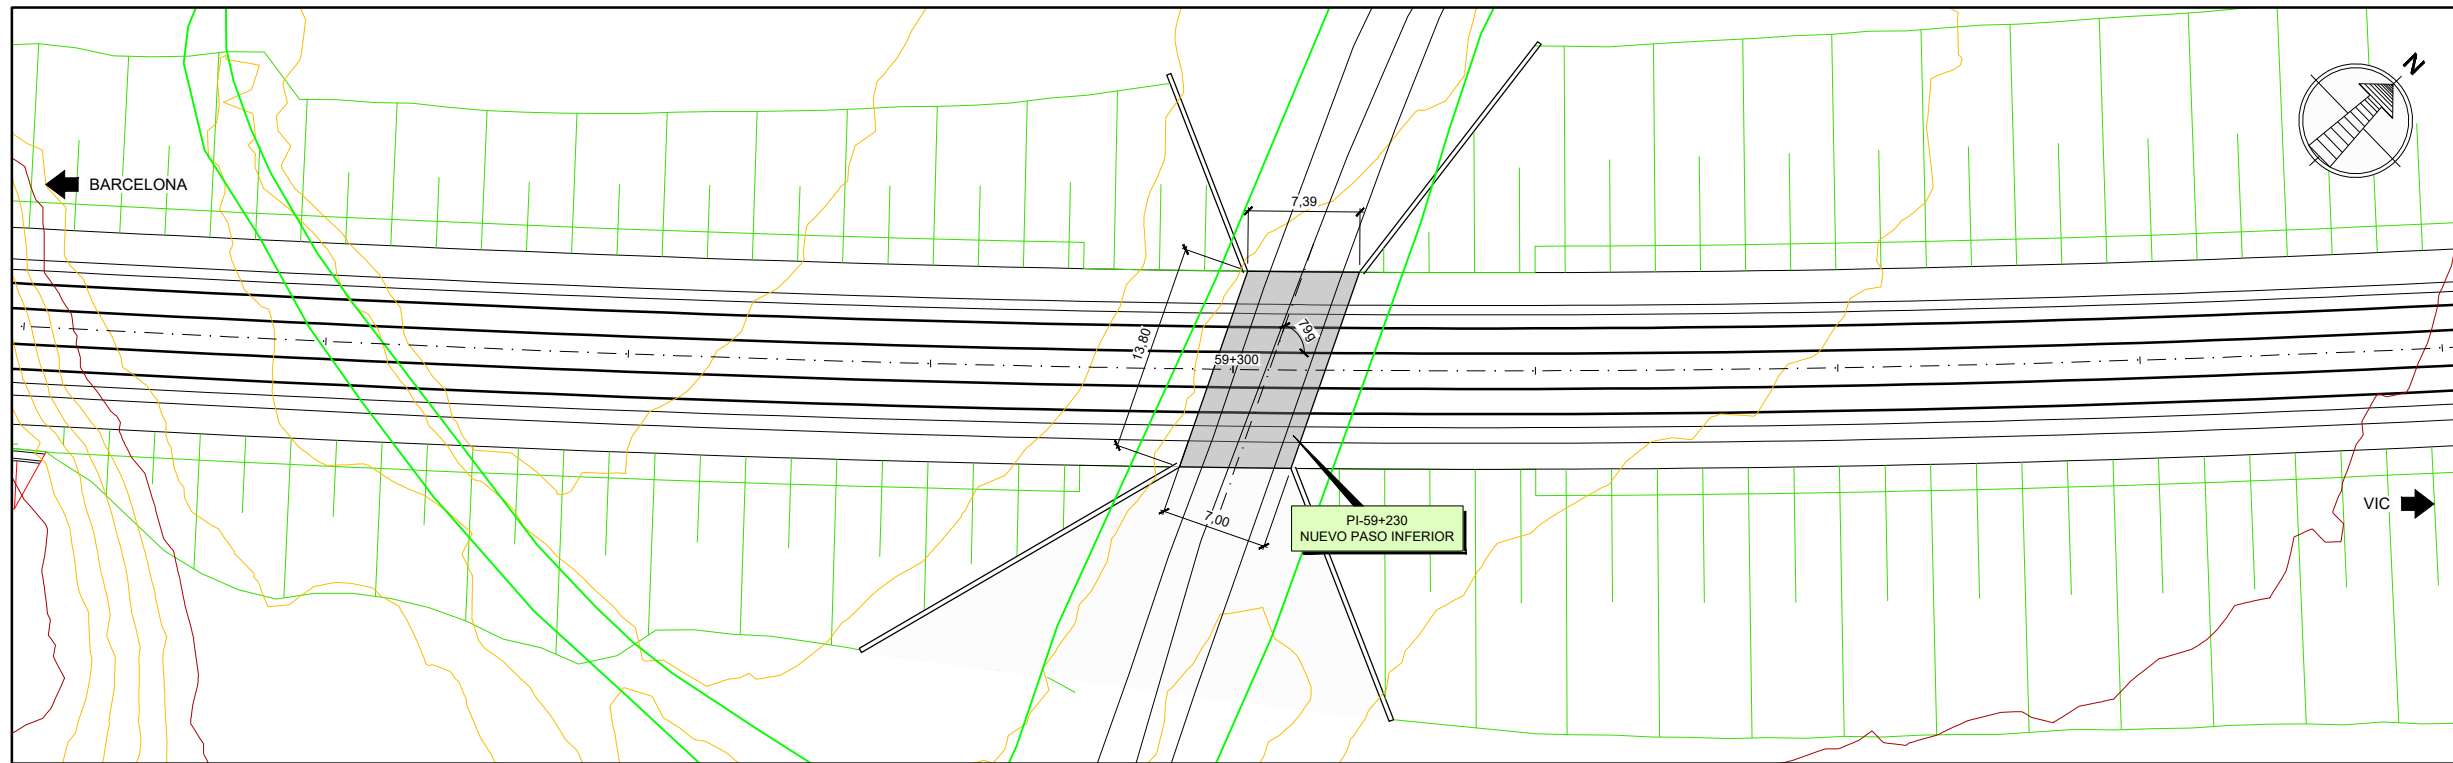 N
BARCELONA
7,39
13,80
79g
59+300
7,00
PI-59+230
NUEVO PASO INFERIOR
VIC